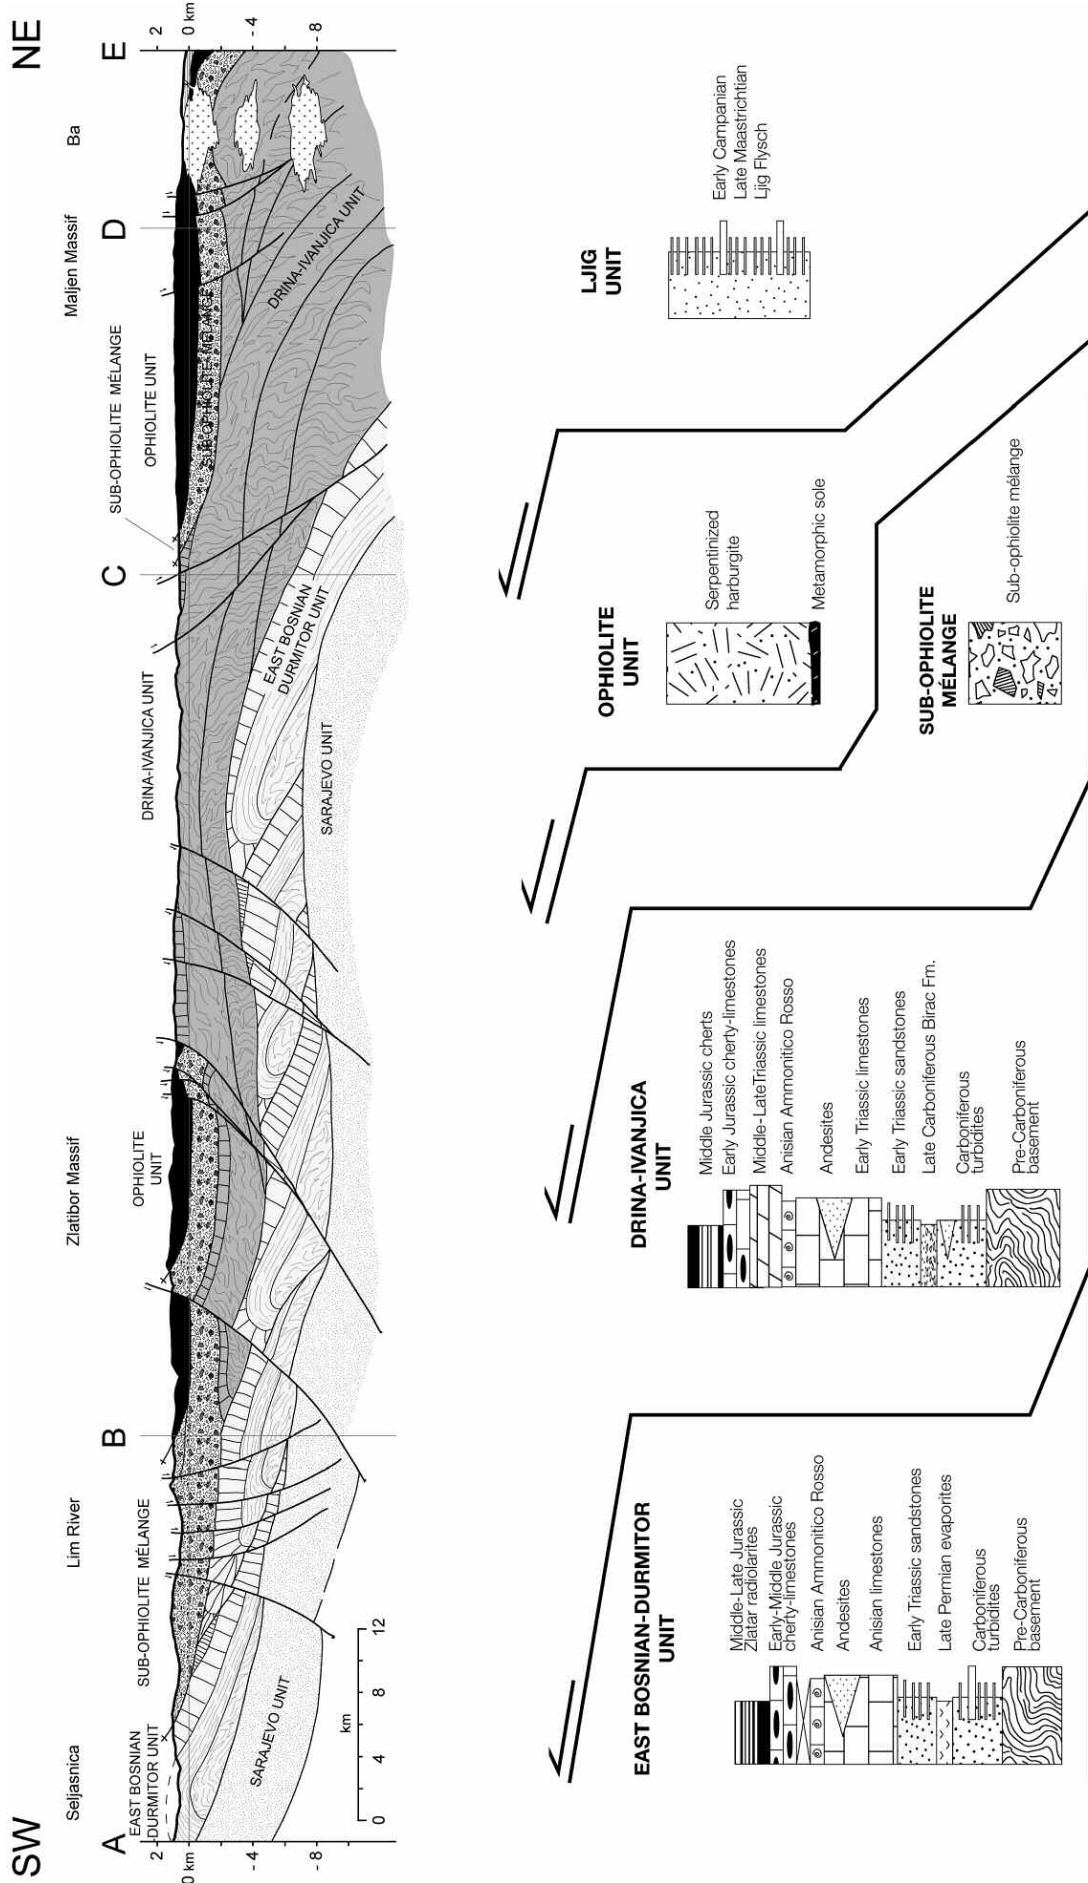 SW
NE
Seljasnica
Lim River
Zlatibor Massif
Maljen Massif
Ba
A
B
C
D
E
EAST BOSNIAN
-DURMITOR UNIT
SUB-OPHIOLITE MÉLANGE
OPHIOLITE
UNIT
DRINA-IVANJICA UNIT
SUB-OPHIOLITE MÉLANGE
OPHIOLITE UNIT
2
0 km
- 4
- 8
2
0 km
- 4
- 8
SARAJEVO UNIT
SARAJEVO UNIT
EAST BOSNIAN
DURMITOR UNIT
SUB-OPHIOLITE MÉLANGE
DRINA-IVANJICA UNIT
0
4
8
12
km
EAST BOSNIAN-DURMITOR
UNIT
Middle-Late Jurassic
Zlatar radiolarites
Early-Middle Jurassic
cherty-limestones
Anisian Ammonitico Rosso
Andesites
Anisian limestones
Early Triassic sandstones
Late Permian evaporites
Carboniferous
turbidites
Pre-Carboniferous
basement
DRINA-IVANJICA
UNIT
Middle Jurassic cherts
Early Jurassic cherty-limestones
Middle-LateTriassic limestones
Anisian Ammonitico Rosso
Andesites
Early Triassic limestones
Early Triassic sandstones
Late Carboniferous Birac Fm.
Carboniferous
turbidites
Pre-Carboniferous
basement
OPHIOLITE
UNIT
Serpentinized
harburgite
Metamorphic sole
SUB-OPHIOLITE
MÉLANGE
Sub-ophiolite mélange
LJIG
UNIT
Early Campanian
Late Maastrichtian
Ljig Flysch